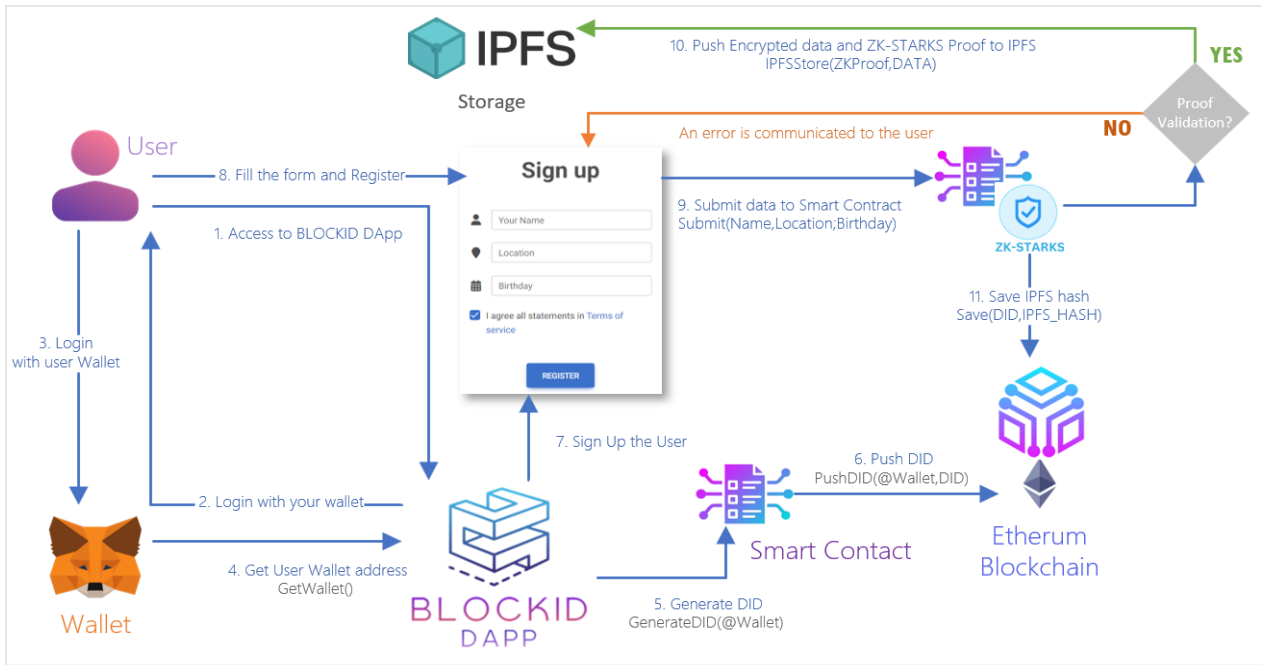 IPFS
Storage
10. Push Encrypted data and ZK-STARKS Proof to IPFS
IPFSStore(ZKProof,DATA)
YES
Proof
Validation?
NO
An error is communicated to the user
User
8. Fill the form and Register
1. Access to BLOCKID DApp
Sign up
Your Name
Location
Birthday
I agree all statements in Terms of
service
REGISTER
9. Submit data to Smart Contract
Submit(Name,Location;Birthday)
ZK-STARKS
11. Save IPFS hash
Save(DID,IPFS_HASH)
3. Login
with user Wallet
7. Sign Up the User
2. Login with your wallet
6. Push DID
PushDID(@Wallet,DID)
Smart Contact
Etherum
Blockchain
4. Get User Wallet address
GetWallet()
Wallet
BLOCKID
DAPP
5. Generate DID
GenerateDID(@Wallet)